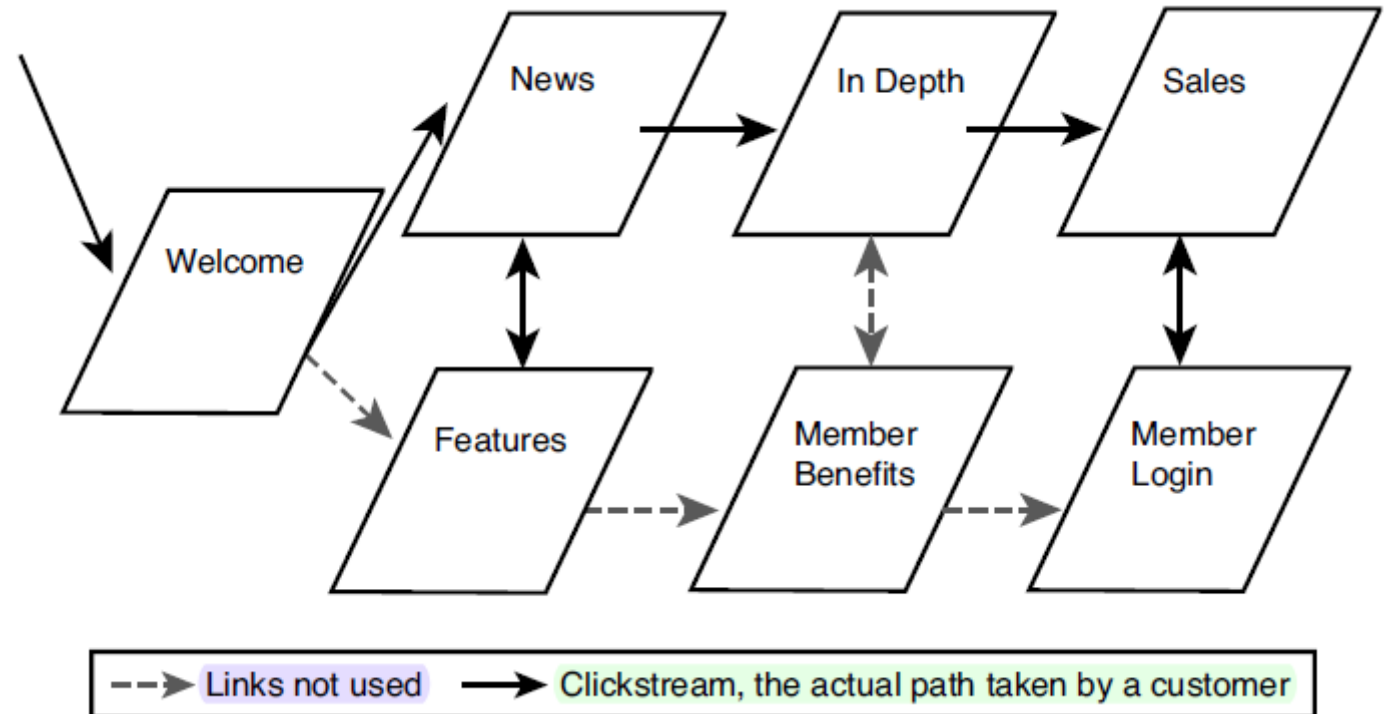 News
In Depth
Sales
Welcome
Features
Member
Benefits
Member
Login
Links not used
Clickstream, the actual path taken by a customer